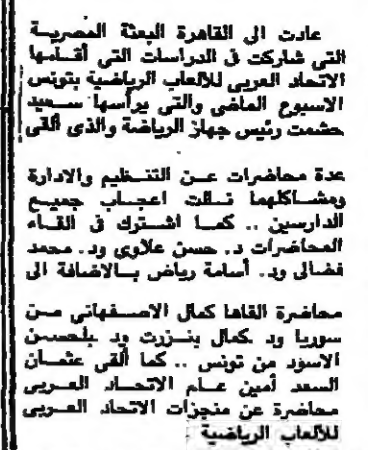 عادت الى القاهرة البعثة المصرية
التى شاركت فى الدراسات التى أقامها
الاتحاد العربى للألعاب الرياضية بتونس
الاسبوع الماضى والتى يرأسها سعيد
حشمت رئيس جهاز الرياضة والذى ألقى
عدة محاضرات عن التنظيم والادارة
ومشاكلهما نالت اعجاب جميع
الدارسين .. كما اشترك فى القاء
المحاضرات د. حسن علاوى ود. محمد
فضالى ود. أسامة رياض بالاضافة الى
محاضرة القاها كمال الاصفهانى من
سوريا ود .كمال بنزرت ود بلحسن
الاسود من تونس .. كما ألقى عثمان
السعد أمين عام الاتحاد العربى
محاضرة عن منجزات الاتحاد العربى
للألعاب الرياضية .